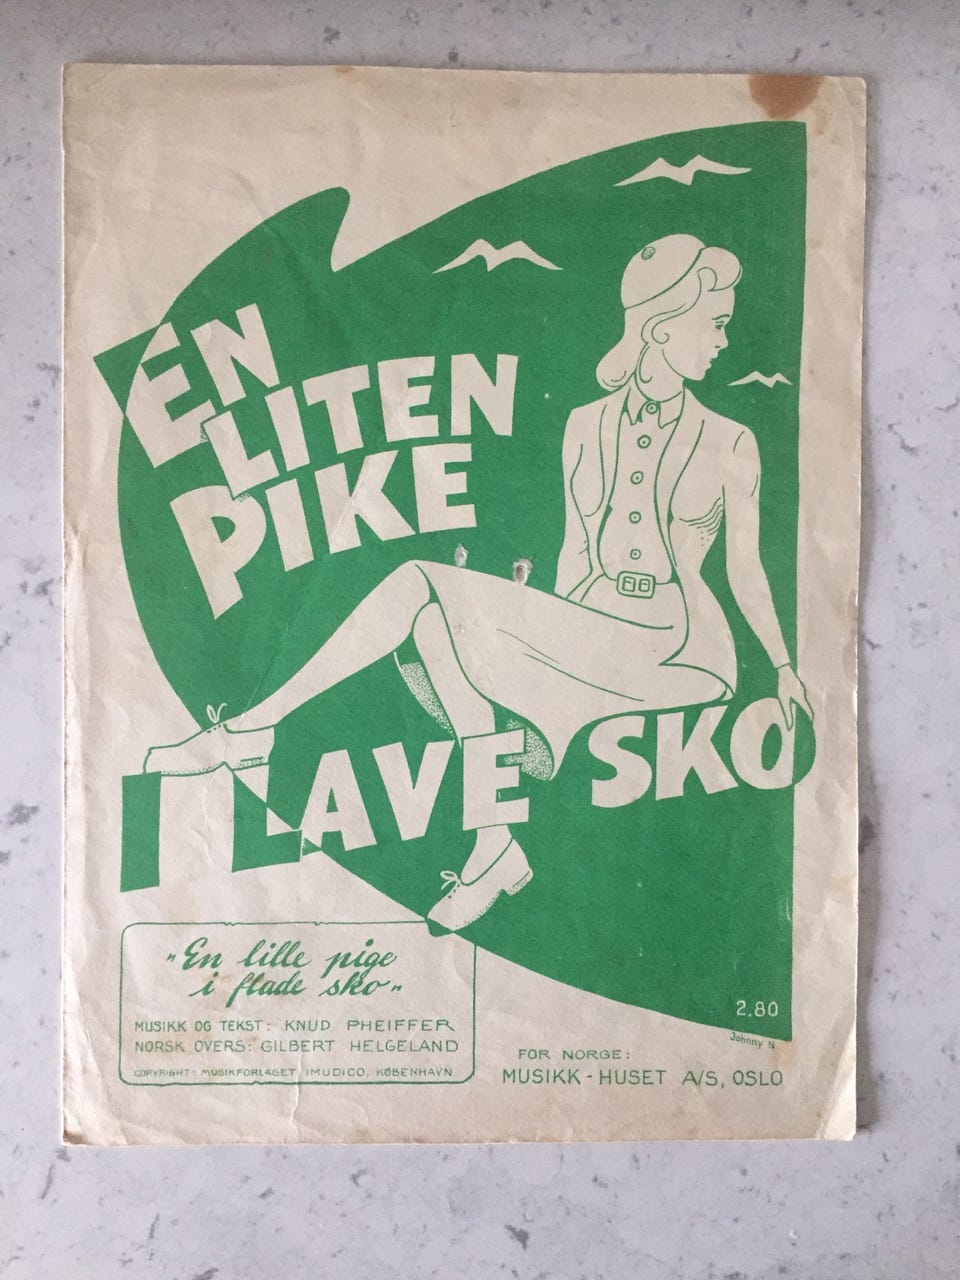 EN
LITEN
PIKE
I LAVE SKO
„En lille pige
i flade sko„
MUSIKK OG TEKST: KNUD PHEIFFER
NORSK OVERS: GILBERT HELGELAND
COPYRIGHT: MUSIKFORLAGET IMUDICO, KØBENHAVN
2.80
Johnny N.
FOR NORGE:
MUSIKK-HUSET A/S, OSLO